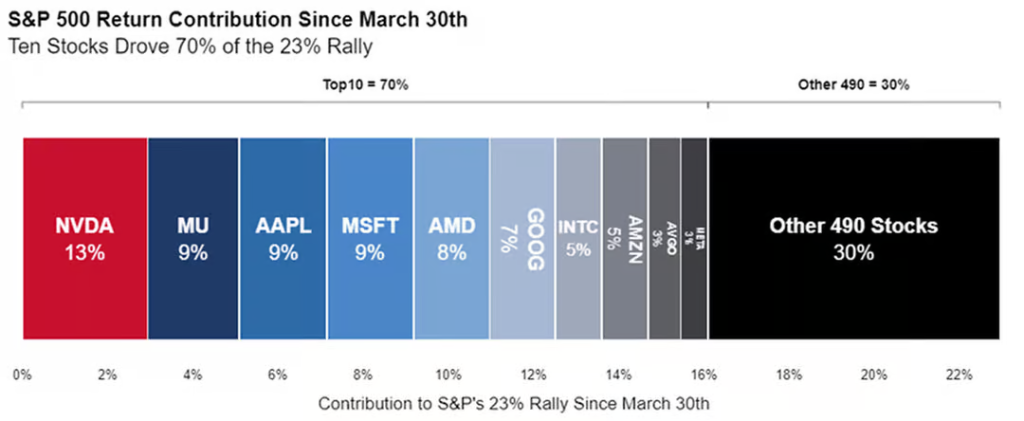 S&P 500 Return Contribution Since March 30th
Ten Stocks Drove 70% of the 23% Rally
Top10 = 70%
Other 490 = 30%
NVDA
13%
MU
9%
AAPL
9%
MSFT
9%
AMD
8%
GOOG
7%
INTC
5%
AMZN
5%
AVGO
3%
META
3%
Other 490 Stocks
30%
0% 2% 4% 6% 8% 10% 12% 14% 16% 18% 20% 22%
Contribution to S&P's 23% Rally Since March 30th